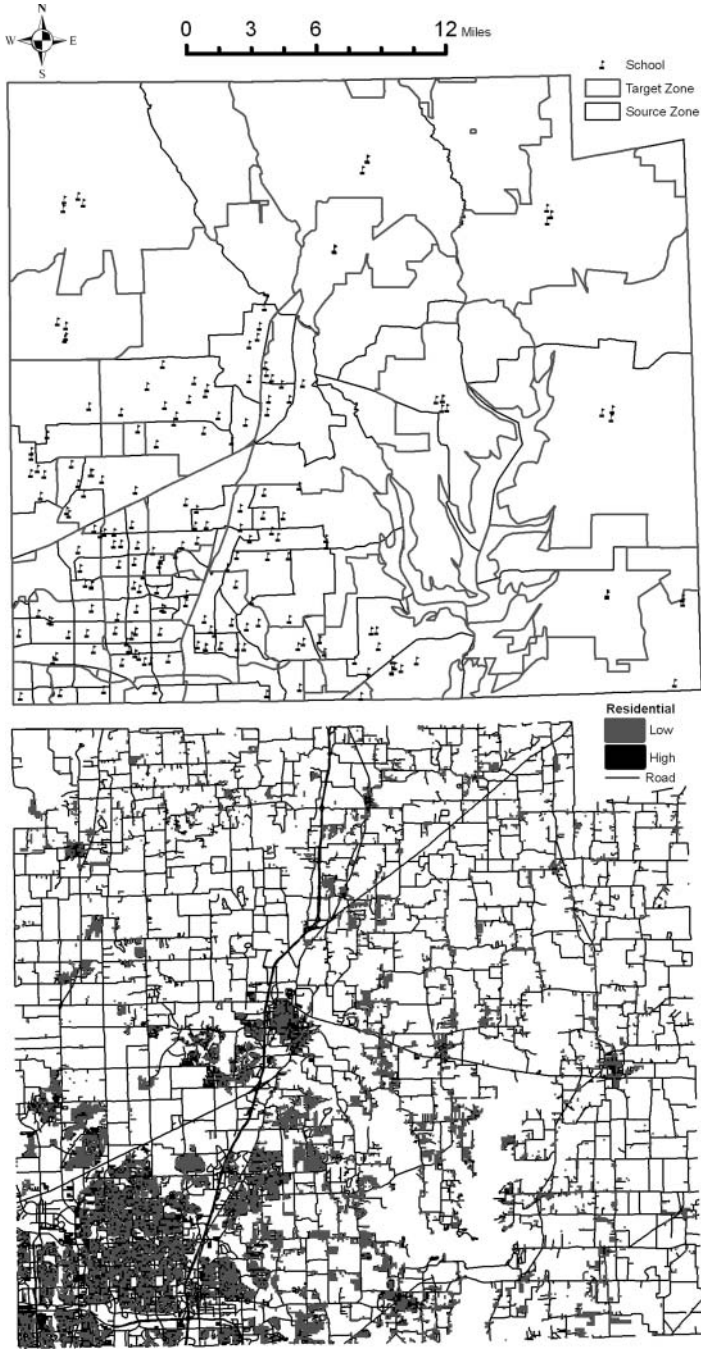 N
W E
S
0 3 6 12 Miles
School
Target Zone
Source Zone
Residential
Low
High
Road